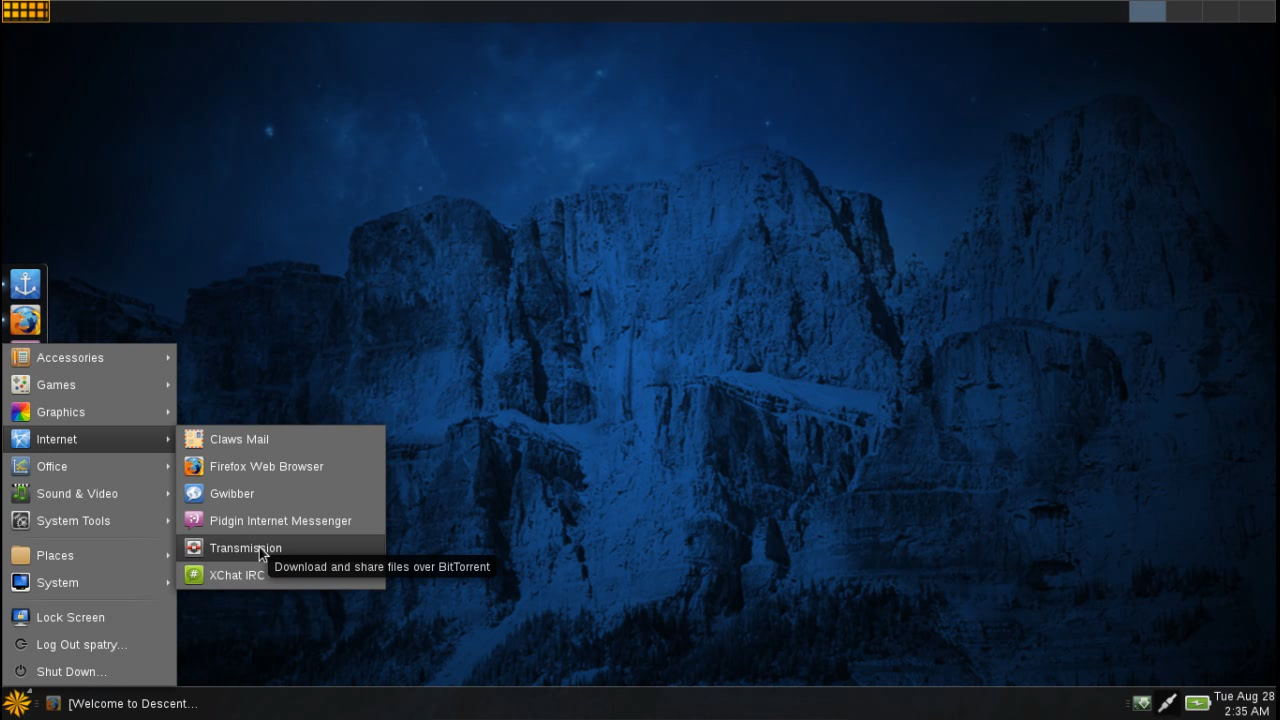 Accessories
Games
Graphics
Internet
Office
Sound & Video
System Tools
Places
System
Lock Screen
Log Out spatry...
Shut Down...
Claws Mail
Firefox Web Browser
Gwibber
Pidgin Internet Messenger
Transmission
XChat IRC
Download and share files over BitTorrent
[Welcome to Descent...
Tue Aug 28
2:35 AM